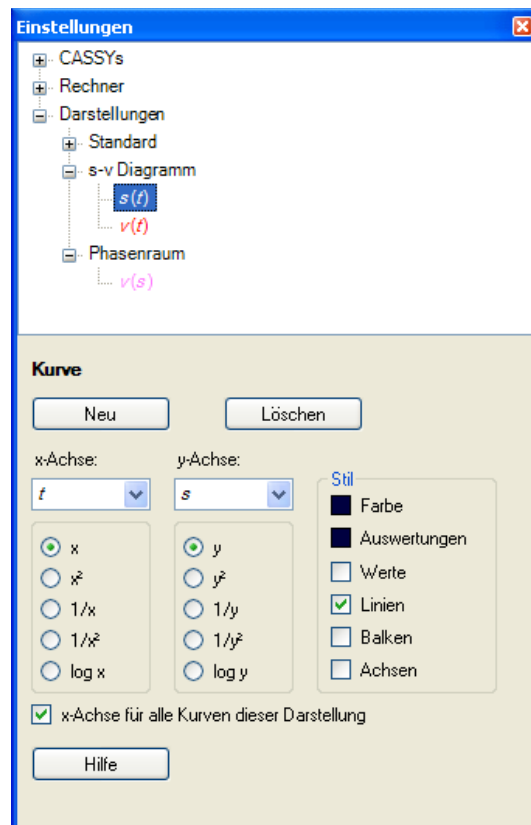 Einstellungen
CASSYs
Rechner
Darstellungen
Standard
s-v Diagramm
s(t)
v(t)
Phasenraum
v(s)
Kurve
Neu Löschen
x-Achse: y-Achse:
t s
Stil
Farbe
Auswertungen
Werte
Linien
Balken
Achsen
x
x²
1/x
1/x²
log x
y
y²
1/y
1/y²
log y
x-Achse für alle Kurven dieser Darstellung
Hilfe